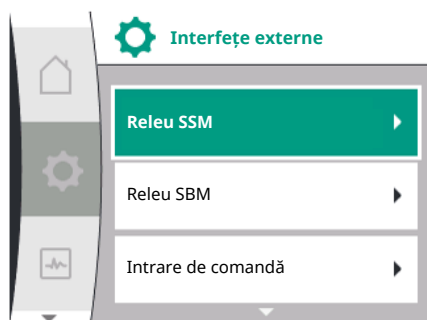 Interfețe externe
Releu SSM
Releu SBM
Intrare de comandă